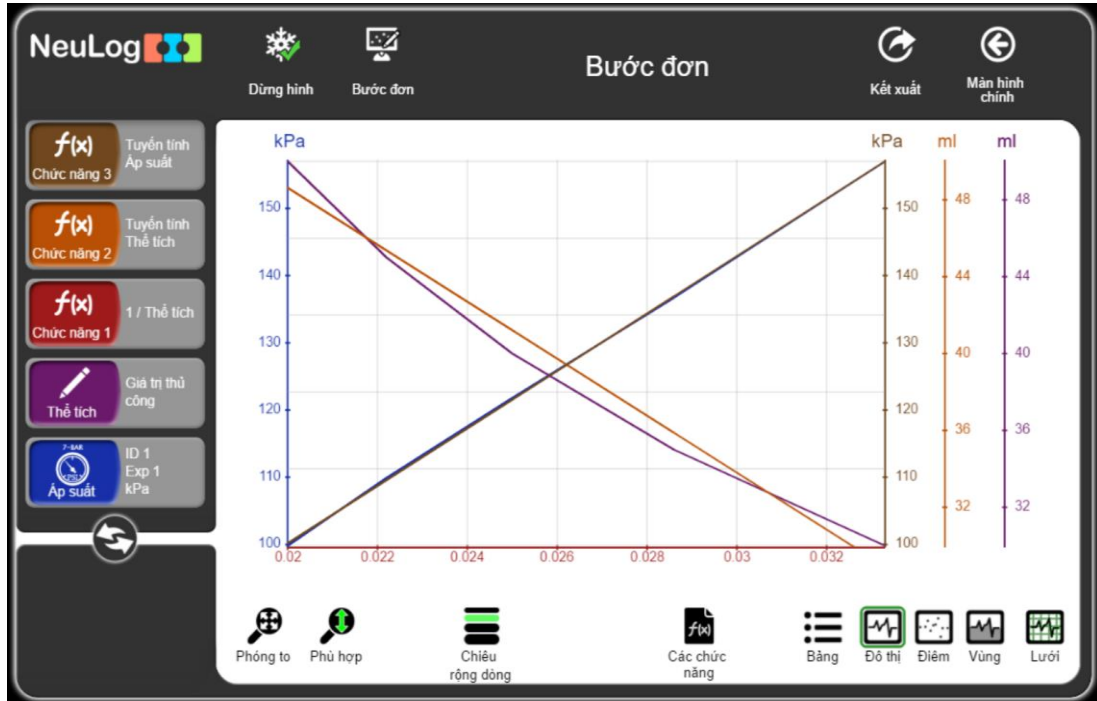 NeuLog
Dừng hình
Bước đơn
Bước đơn
Kết xuất
Màn hình
chính
f(x)
Chức năng 3
Tuyến tính
Áp suất
f(x)
Chức năng 2
Tuyến tính
Thể tích
f(x)
Chức năng 1
1 / Thể tích
Thể tích
Giá trị thủ
công
7-BAR
Áp suất
ID 1
Exp 1
kPa
kPa
150
140
130
120
110
100
kPa
150
140
130
120
110
100
ml
48
44
40
36
32
ml
48
44
40
36
32
0.02 0.022 0.024 0.026 0.028 0.03 0.032
Phóng to
Phù hợp
Chiêu
rộng dòng
f(x)
Các chức
năng
Bảng
Đô thị
Điêm
Vùng
Lưới